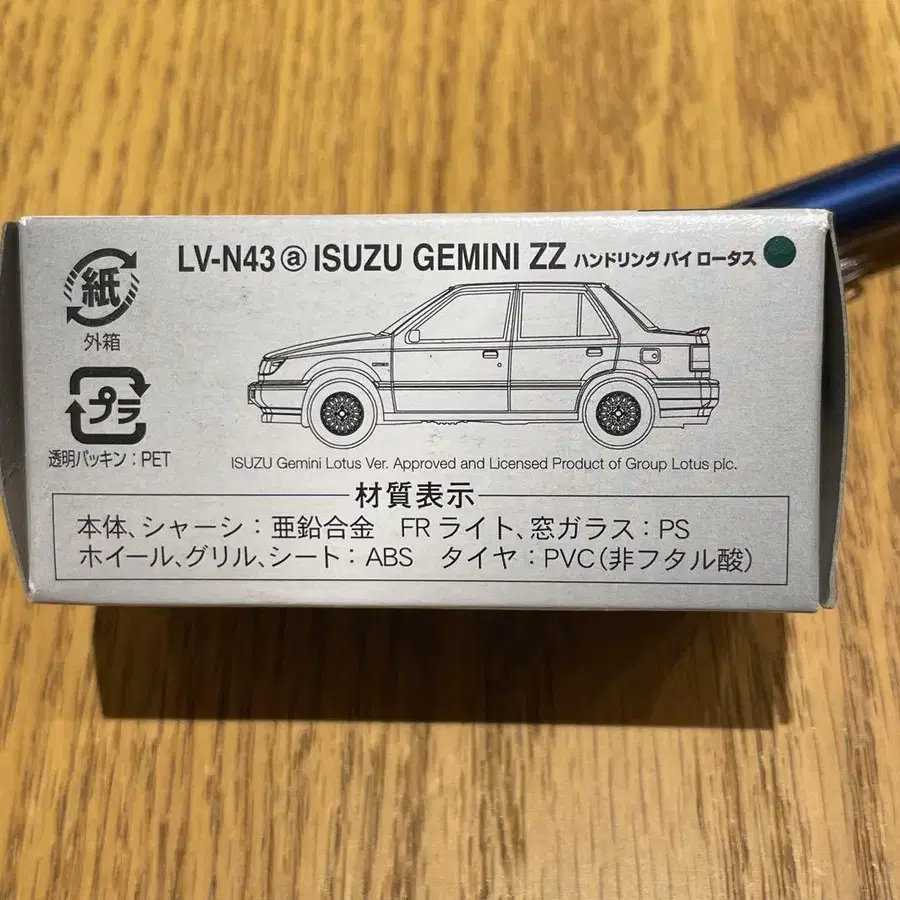 LV-N43 ⓐ ISUZU GEMINI ZZ ハンドリング バイ ロータス
紙
外箱
プラ
透明パッキン：PET
ISUZU Gemini Lotus Ver. Approved and Licensed Product of Group Lotus plc.
材質表示
本体、シャーシ：亜鉛合金 FRライト、窓ガラス：PS
ホイール、グリル、シート：ABS タイヤ：PVC（非フタル酸）